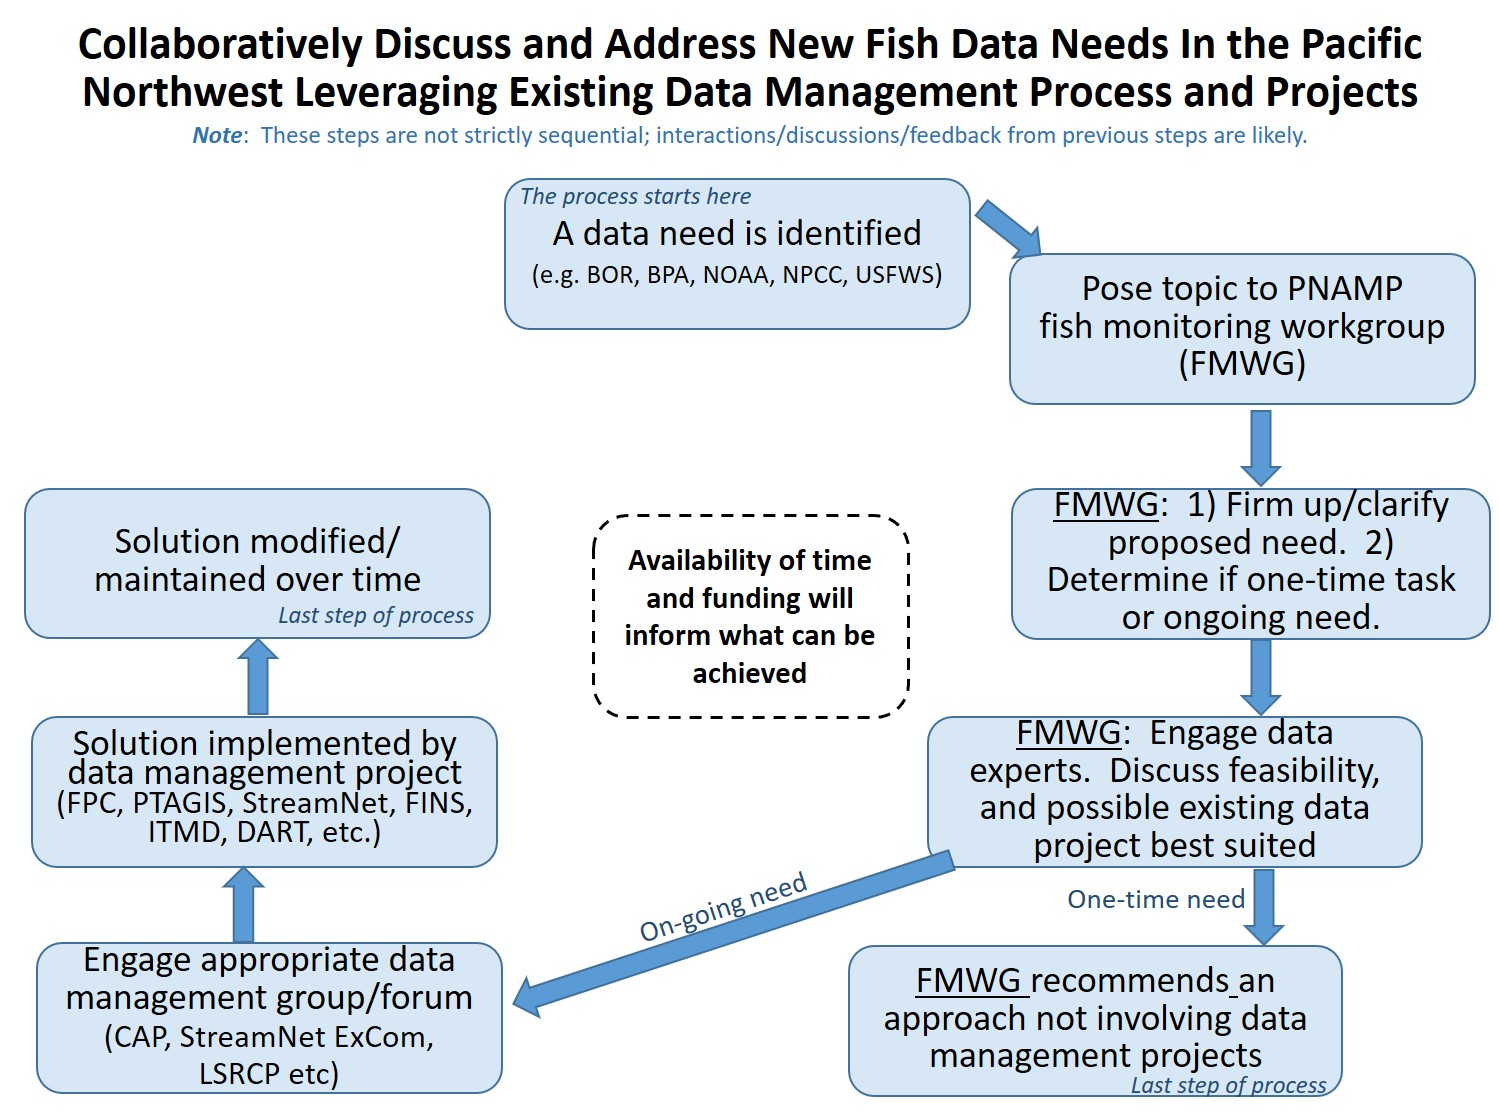 Collaboratively Discuss and Address New Fish Data Needs In the Pacific
Northwest Leveraging Existing Data Management Process and Projects
Note:  These steps are not strictly sequential; interactions/discussions/feedback from previous steps are likely.
The process starts here
A data need is identified
(e.g. BOR, BPA, NOAA, NPCC, USFWS)
Pose topic to PNAMP
fish monitoring workgroup
(FMWG)
FMWG:  1) Firm up/clarify
proposed need.  2)
Determine if one-time task
or ongoing need.
FMWG:  Engage data
experts.  Discuss feasibility,
and possible existing data
project best suited
One-time need
FMWG recommends an
approach not involving data
management projects
Last step of process
On-going need
Engage appropriate data
management group/forum
(CAP, StreamNet ExCom,
LSRCP etc)
Solution implemented by
data management project
(FPC, PTAGIS, StreamNet, FINS,
ITMD, DART, etc.)
Solution modified/
maintained over time
Last step of process
Availability of time
and funding will
inform what can be
achieved